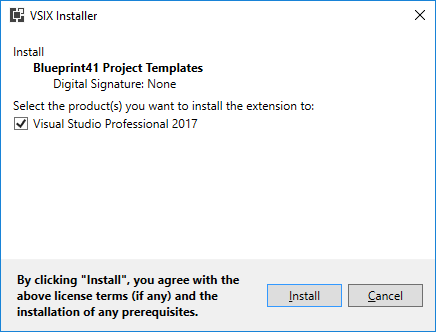 VSIX Installer
Install
Blueprint41 Project Templates
Digital Signature: None
Select the product(s) you want to install the extension to:
Visual Studio Professional 2017
By clicking "Install", you agree with the
above license terms (if any) and the
installation of any prerequisites.
Install
Cancel